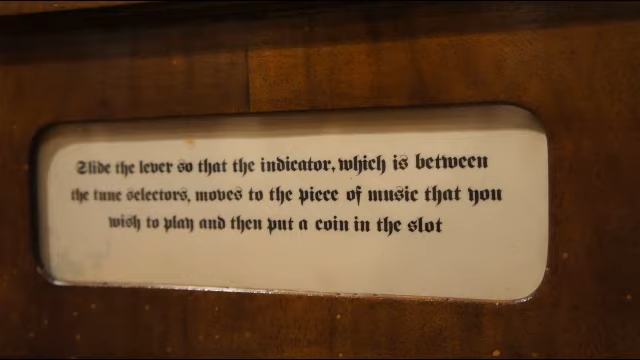 Slide the lever so that the indicator, which is between
the tune selectors, moves to the piece of music that you
wish to play and then put a coin in the slot